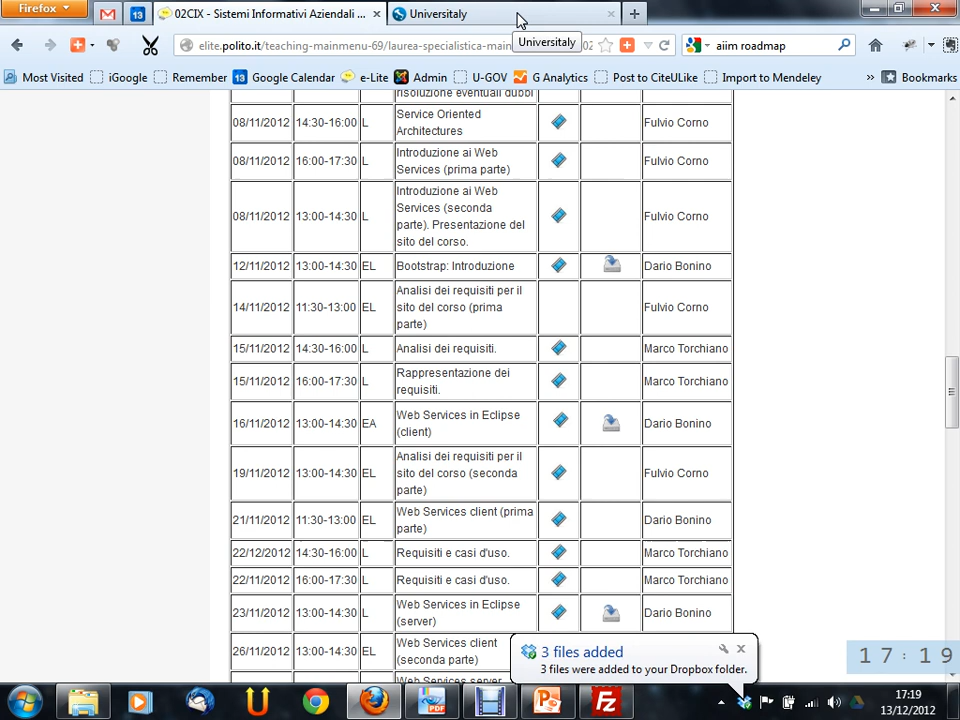 Firefox
02CIX - Sistemi Informativi Aziendali ...
Universitaly
elite.polito.it/teaching-mainmenu-69/laurea-specialistica-main
aiim roadmap
Universitaly
Most Visited
iGoogle
Remember
13 Google Calendar
e-Lite
Admin
U-GOV
G Analytics
Post to CiteULike
Import to Mendeley
»
Bookmarks
risoluzione eventuali dubbi
08/11/2012 14:30-16:00 L Service Oriented Architectures Fulvio Corno
08/11/2012 16:00-17:30 L Introduzione ai Web Services (prima parte) Fulvio Corno
08/11/2012 13:00-14:30 L Introduzione ai Web Services (seconda parte). Presentazione del sito del corso. Fulvio Corno
12/11/2012 13:00-14:30 EL Bootstrap: Introduzione Dario Bonino
14/11/2012 11:30-13:00 EL Analisi dei requisiti per il sito del corso (prima parte) Fulvio Corno
15/11/2012 14:30-16:00 L Analisi dei requisiti. Marco Torchiano
15/11/2012 16:00-17:30 L Rappresentazione dei requisiti. Marco Torchiano
16/11/2012 13:00-14:30 EA Web Services in Eclipse (client) Dario Bonino
19/11/2012 13:00-14:30 EL Analisi dei requisiti per il sito del corso (seconda parte) Fulvio Corno
21/11/2012 11:30-13:00 EL Web Services client (prima parte) Dario Bonino
22/12/2012 14:30-16:00 L Requisiti e casi d'uso. Marco Torchiano
22/11/2012 16:00-17:30 L Requisiti e casi d'uso. Marco Torchiano
23/11/2012 13:00-14:30 L Web Services in Eclipse (server) Dario Bonino
26/11/2012 13:00-14:30 EL Web Services client (seconda parte)
Web Services server
3 files added
3 files were added to your Dropbox folder.
17:19
17:19
13/12/2012